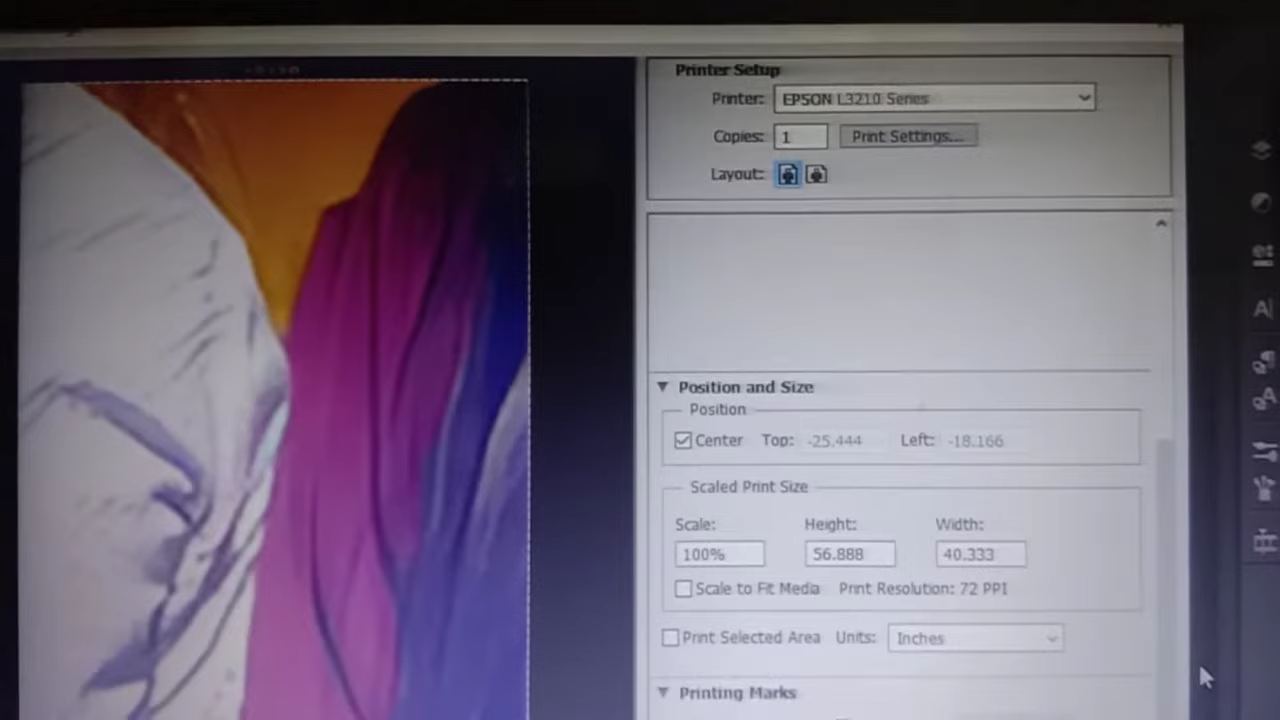 Printer Setup
Printer: EPSON L3210 Series
Copies: 1 Print Settings...
Layout:
Position and Size
Position
Center Top: -25.444 Left: -18.166
Scaled Print Size
Scale: Height: Width:
100% 56.888 40.333
Scale to Fit Media Print Resolution: 72 PPI
Print Selected Area Units: Inches
Printing Marks